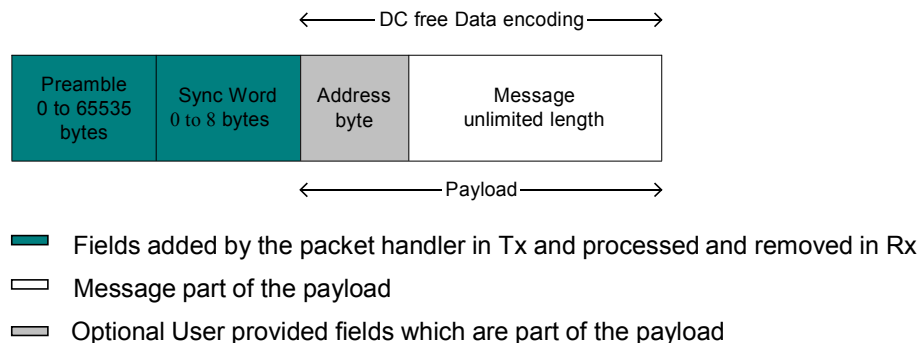 DC free Data encoding
Preamble
0 to 65535
bytes
Sync Word
0 to 8 bytes
Address
byte
Message
unlimited length
Payload
Fields added by the packet handler in Tx and processed and removed in Rx
Message part of the payload
Optional User provided fields which are part of the payload